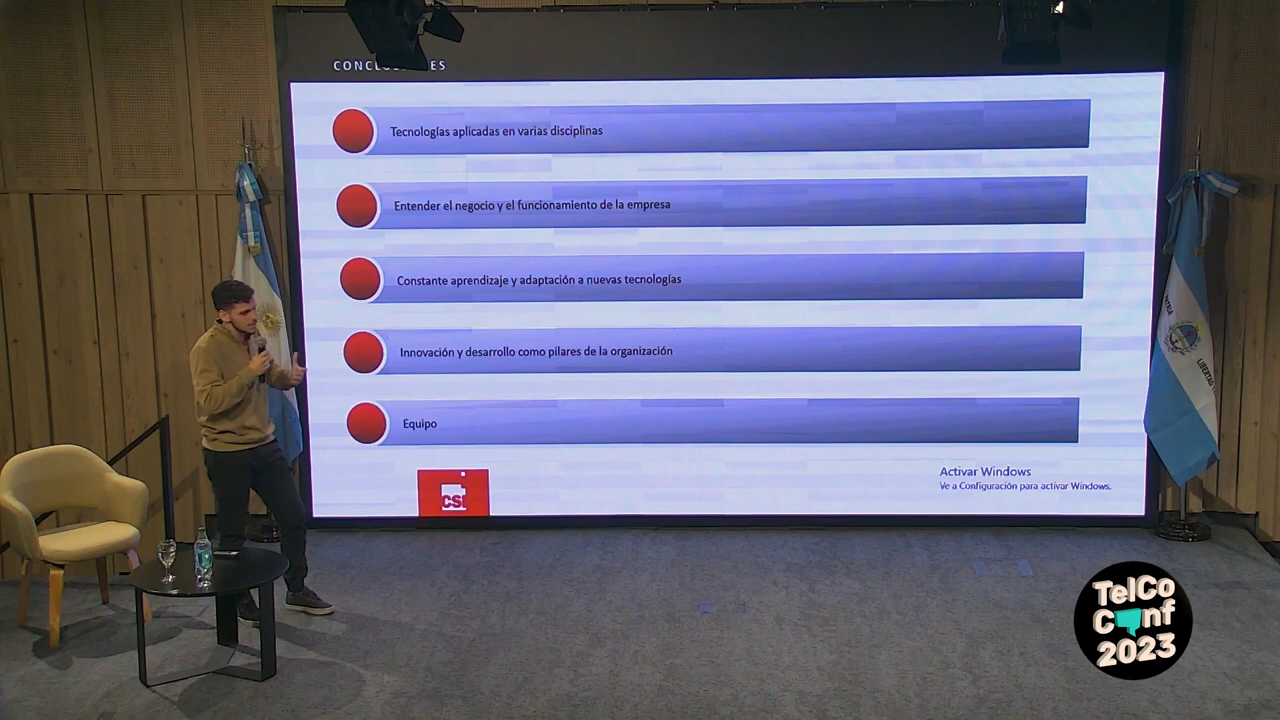 Tecnologías aplicadas en varias disciplinas
Entender el negocio y el funcionamiento de la empresa
Constante aprendizaje y adaptación a nuevas tecnologías
Innovación y desarrollo como pilares de la organización
Equipo
CSI
Activar Windows
Ve a Configuración para activar Windows.
TelCo
Conf
2023